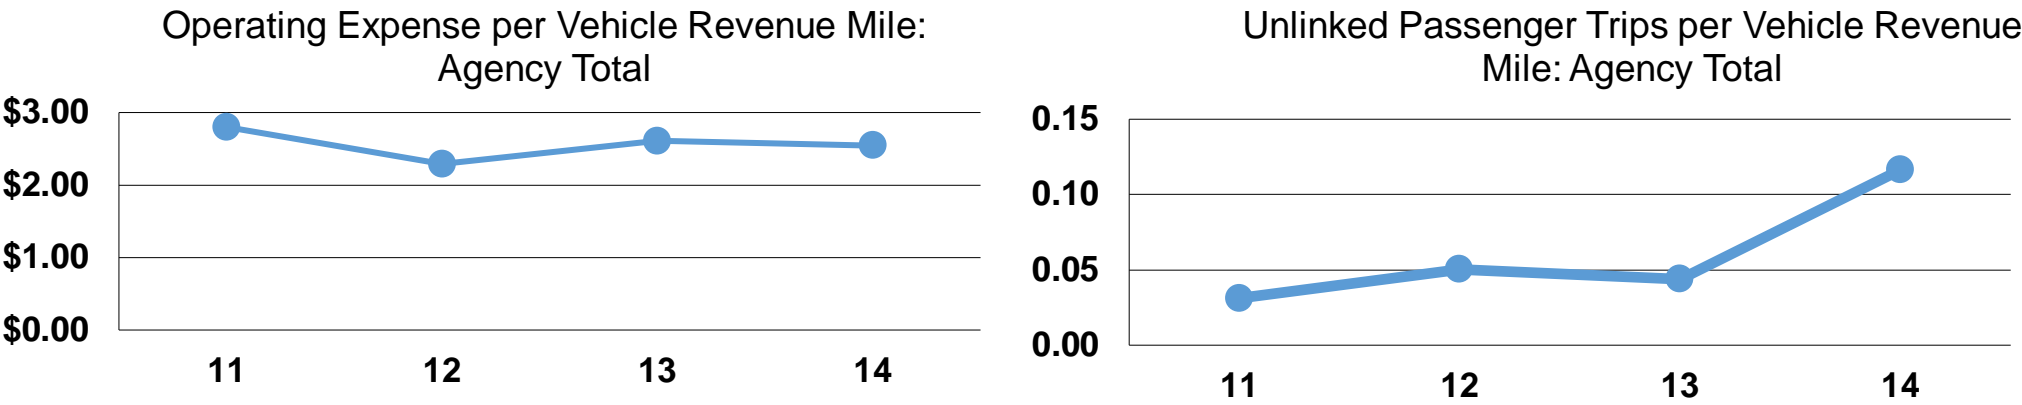 Operating Expense per Vehicle Revenue Mile:
Agency Total
$3.00
$2.00
$1.00
$0.00
11 12 13 14
Unlinked Passenger Trips per Vehicle Revenue
Mile: Agency Total
0.15
0.10
0.05
0.00
11 12 13 14